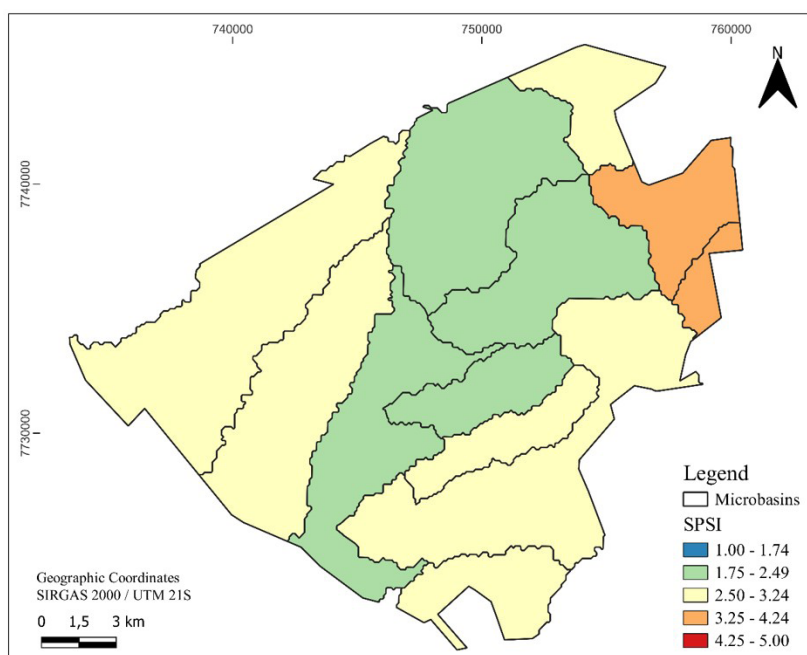 740000 750000 760000
N
7740000
7730000
Legend
Microbasins
SPSI
1.00 - 1.74
1.75 - 2.49
2.50 - 3.24
3.25 - 4.24
4.25 - 5.00
Geographic Coordinates
SIRGAS 2000 / UTM 21S
0 1,5 3 km